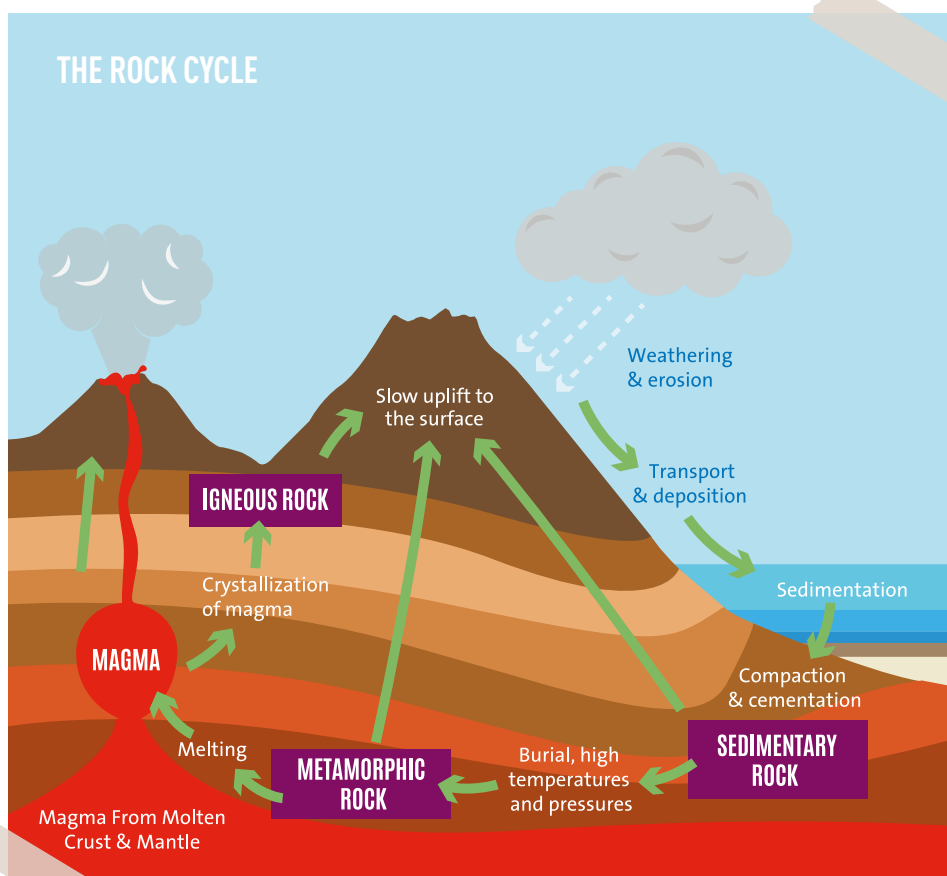 THE ROCK CYCLE
Weathering
& erosion
Slow uplift to
the surface
Transport
& deposition
IGNEOUS ROCK
Crystallization
of magma
Sedimentation
MAGMA
Compaction
& cementation
SEDIMENTARY
ROCK
Burial, high
temperatures
and pressures
METAMORPHIC
ROCK
Melting
Magma From Molten
Crust & Mantle